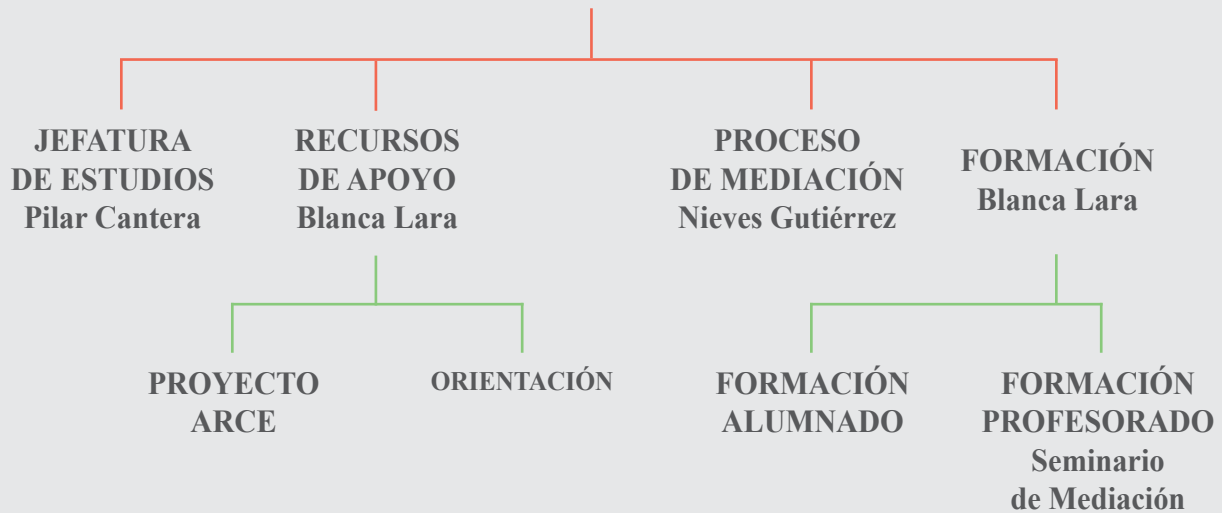 JEFATURA
DE ESTUDIOS
Pilar Cantera
RECURSOS
DE APOYO
Blanca Lara
PROCESO
DE MEDIACIÓN
Nieves Gutiérrez
FORMACIÓN
Blanca Lara
PROYECTO
ARCE
ORIENTACIÓN
FORMACIÓN
ALUMNADO
FORMACIÓN
PROFESORADO
Seminario
de Mediación